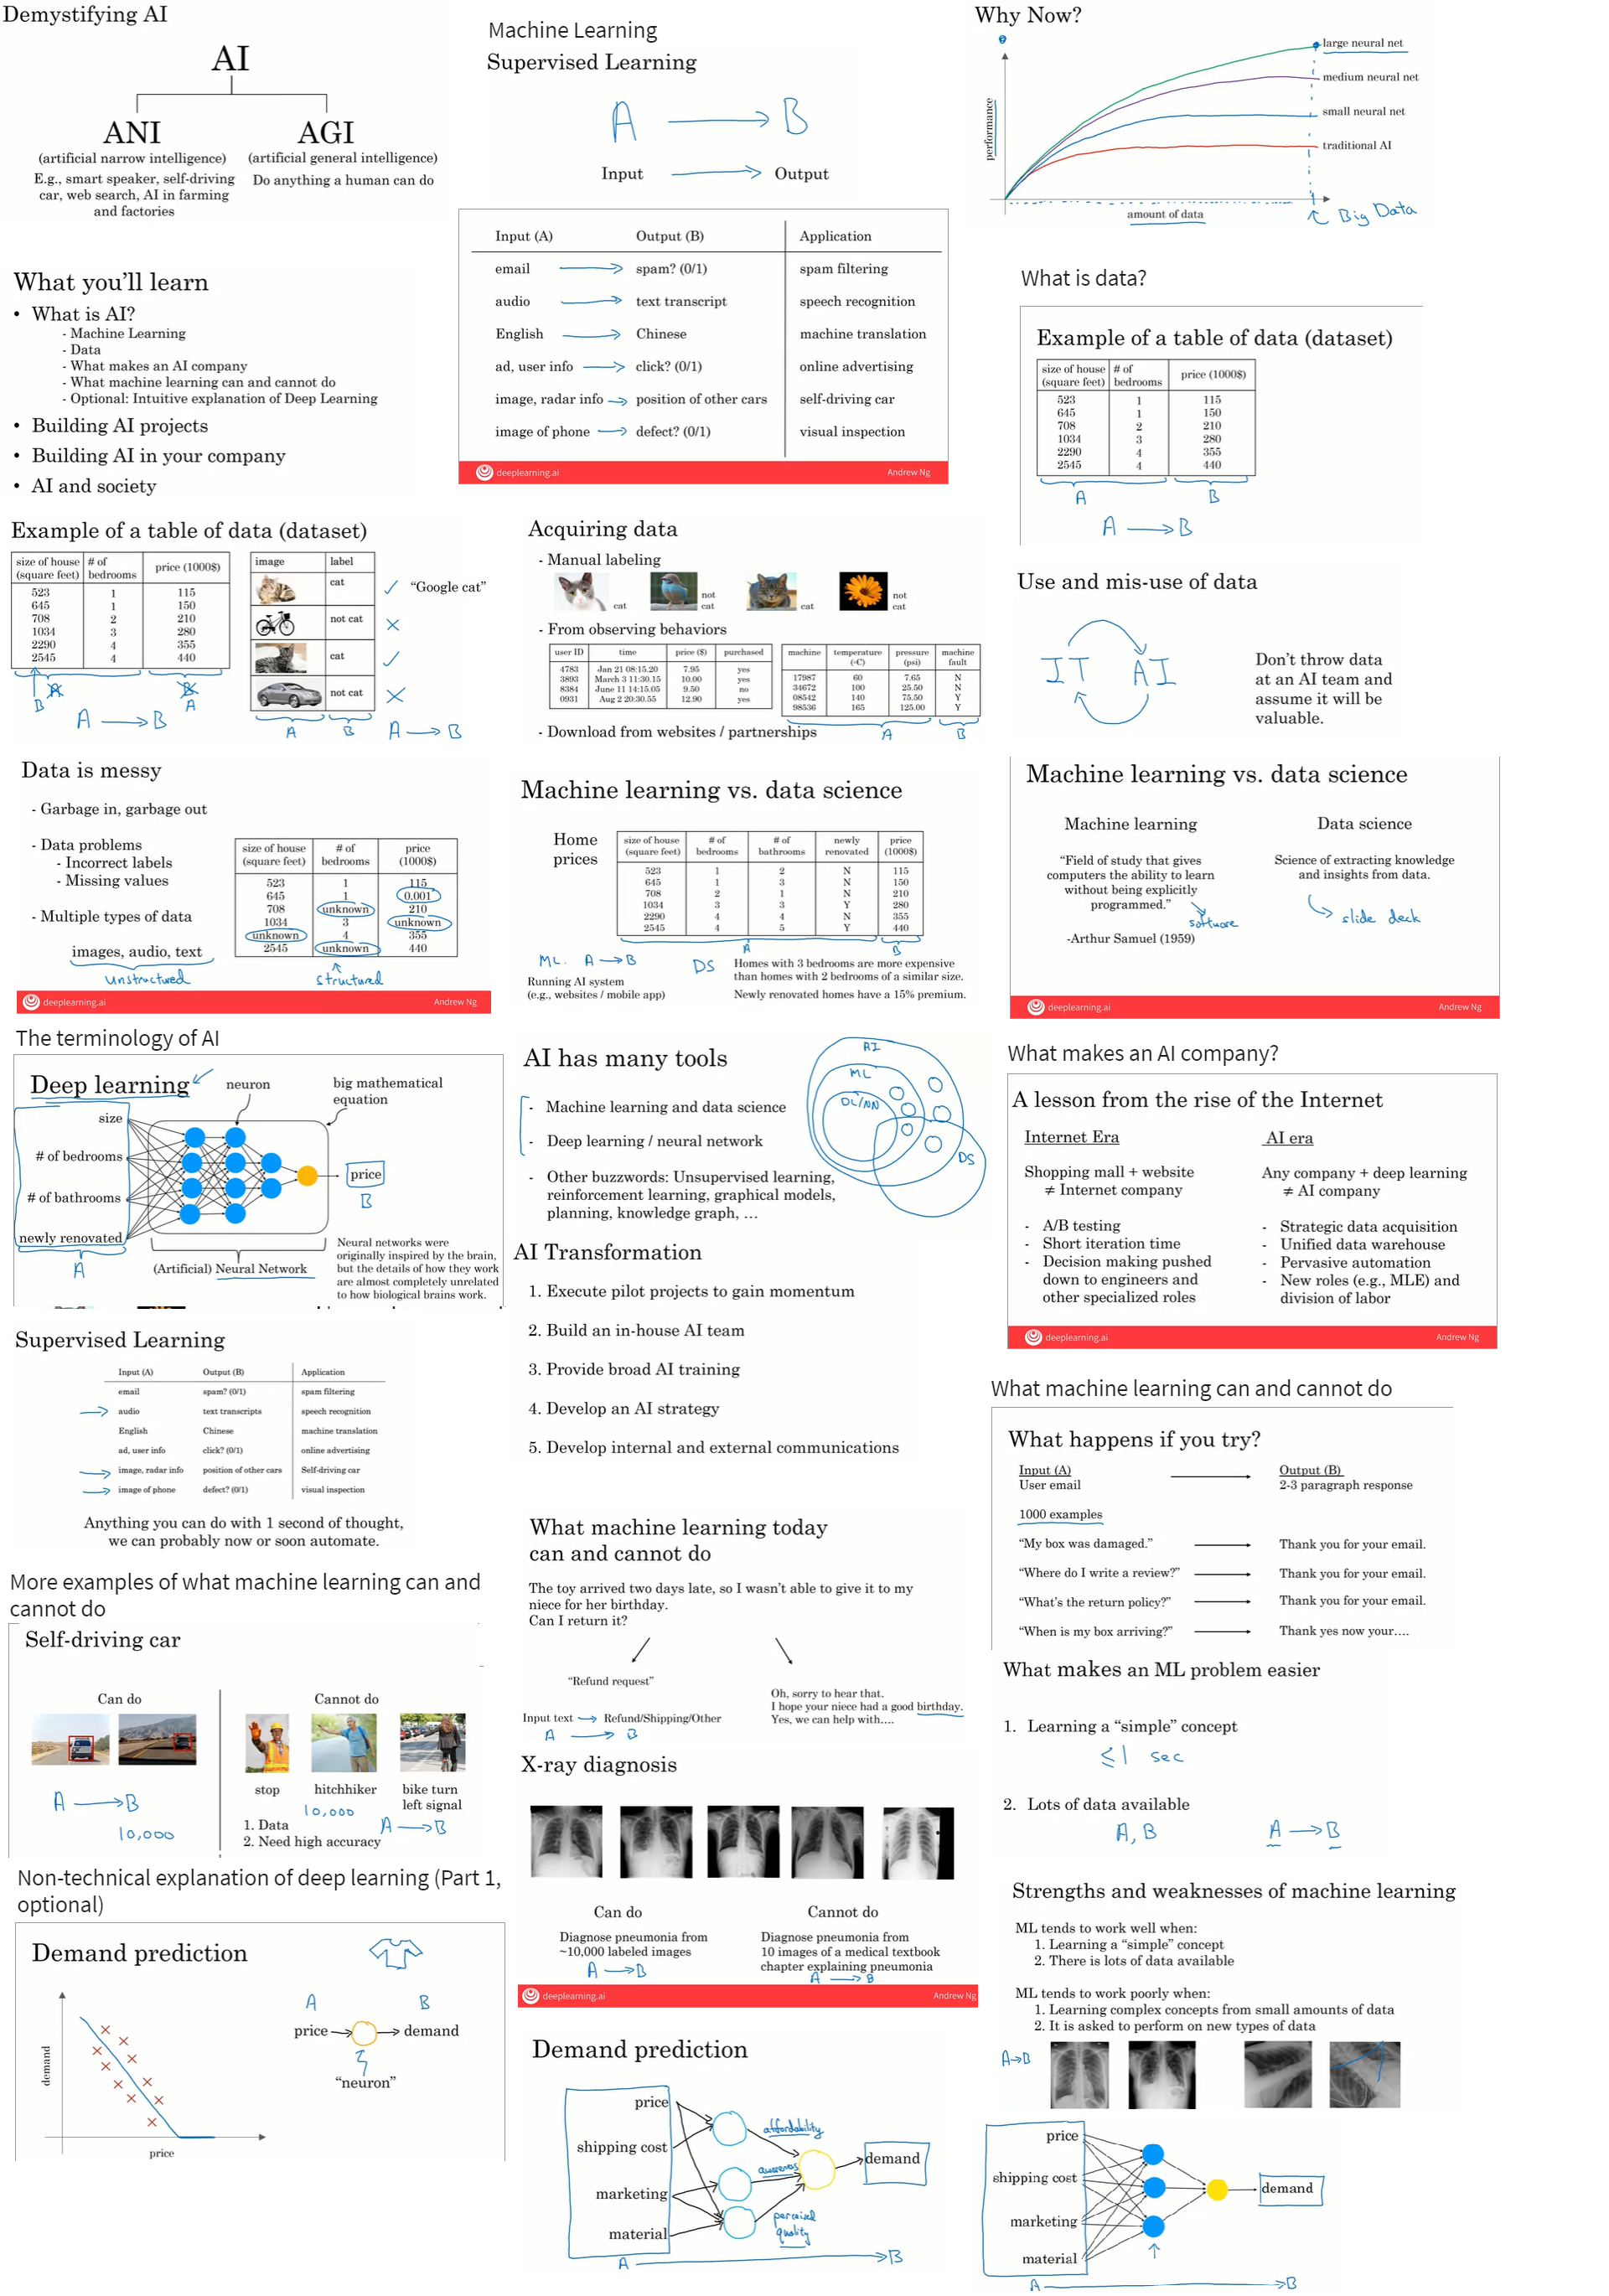 Demystifying AI
AI
ANI
AGI
(artificial narrow intelligence)
(artificial general intelligence)
E.g., smart speaker, self-driving
car, web search, AI in farming
and factories
Do anything a human can do
Machine Learning
Supervised Learning
A → B
Input → Output
Input (A) Output (B) Application
email → spam? (0/1) spam filtering
audio → text transcript speech recognition
English → Chinese machine translation
ad, user info → click? (0/1) online advertising
image, radar info → position of other cars self-driving car
image of phone → defect? (0/1) visual inspection
deeplearning.ai Andrew Ng
Why Now?
performance
large neural net
medium neural net
small neural net
traditional AI
amount of data
Big Data
What you'll learn
• What is AI?
- Machine Learning
- Data
- What makes an AI company
- What machine learning can and cannot do
- Optional: Intuitive explanation of Deep Learning
• Building AI projects
• Building AI in your company
• AI and society
What is data?
Example of a table of data (dataset)
size of house (square feet) # of bedrooms price (1000$)
523 1 115
645 1 150
708 2 210
1034 3 280
2290 4 355
2545 4 440
A B
A → B
Example of a table of data (dataset)
size of house (square feet) # of bedrooms price (1000$)
523 1 115
645 1 150
708 2 210
1034 3 280
2290 4 355
2545 4 440
A B
B A
A → B
image label
cat
not cat
cat
not cat
"Google cat"
A B A → B
Acquiring data
- Manual labeling
cat
not cat
cat
not cat
- From observing behaviors
user ID time price ($) purchased
4783 Jan 21 08:15.20 7.95 yes
3893 March 3 11:30.15 10.00 yes
8384 June 11 14:15.05 9.50 no
0931 Aug 2 20:30.55 12.90 yes
machine temperature (°C) pressure (psi) machine fault
17987 60 7.65 N
34672 100 25.50 N
08542 140 75.50 Y
98536 165 125.00 Y
A B
- Download from websites / partnerships
Use and mis-use of data
IT AI
Don't throw data
at an AI team and
assume it will be
valuable.
Data is messy
- Garbage in, garbage out
- Data problems
- Incorrect labels
- Missing values
- Multiple types of data
images, audio, text
unstructured
size of house (square feet) # of bedrooms price (1000$)
523 1 115
645 1 0.001
708 unknown 210
1034 3 unknown
unknown 4 355
2545 unknown 440
structured
deeplearning.ai Andrew Ng
Machine learning vs. data science
Home
prices
size of house (square feet) # of bedrooms # of bathrooms newly renovated price (1000$)
523 1 2 N 115
645 1 3 N 150
708 2 1 N 210
1034 3 3 Y 280
2290 4 4 N 355
2545 4 5 Y 440
A B
ML. A → B
Running AI system
(e.g., websites / mobile app)
DS
Homes with 3 bedrooms are more expensive
than homes with 2 bedrooms of a similar size.
Newly renovated homes have a 15% premium.
Machine learning vs. data science
Machine learning
"Field of study that gives
computers the ability to learn
without being explicitly
programmed."
software
-Arthur Samuel (1959)
Data science
Science of extracting knowledge
and insights from data.
slide deck
deeplearning.ai Andrew Ng
The terminology of AI
Deep learning
neuron
big mathematical
equation
size
# of bedrooms
# of bathrooms
newly renovated
price
A
B
(Artificial) Neural Network
Neural networks were
originally inspired by the brain,
but the details of how they work
are almost completely unrelated
to how biological brains work.
AI has many tools
- Machine learning and data science
- Deep learning / neural network
- Other buzzwords: Unsupervised learning,
reinforcement learning, graphical models,
planning, knowledge graph, …
AI
ML
DL/NN
DS
What makes an AI company?
A lesson from the rise of the Internet
Internet Era
Shopping mall + website
≠ Internet company
- A/B testing
- Short iteration time
- Decision making pushed
down to engineers and
other specialized roles
AI era
Any company + deep learning
≠ AI company
- Strategic data acquisition
- Unified data warehouse
- Pervasive automation
- New roles (e.g., MLE) and
division of labor
deeplearning.ai Andrew Ng
AI Transformation
1. Execute pilot projects to gain momentum
2. Build an in-house AI team
3. Provide broad AI training
4. Develop an AI strategy
5. Develop internal and external communications
Supervised Learning
Input (A) Output (B) Application
email spam? (0/1) spam filtering
audio text transcripts speech recognition
English Chinese machine translation
ad, user info click? (0/1) online advertising
image, radar info position of other cars Self-driving car
image of phone defect? (0/1) visual inspection
Anything you can do with 1 second of thought,
we can probably now or soon automate.
What machine learning can and cannot do
What happens if you try?
Input (A) → Output (B)
User email 2-3 paragraph response
1000 examples
"My box was damaged." → Thank you for your email.
"Where do I write a review?" → Thank you for your email.
"What's the return policy?" → Thank you for your email.
"When is my box arriving?" → Thank yes now your….
What machine learning today
can and cannot do
The toy arrived two days late, so I wasn't able to give it to my
niece for her birthday.
Can I return it?
"Refund request"
Input text → Refund/Shipping/Other
A → B
Oh, sorry to hear that.
I hope your niece had a good birthday.
Yes, we can help with….
More examples of what machine learning can and
cannot do
Self-driving car
Can do
A → B
10,000
Cannot do
stop
hitchhiker
bike turn
left signal
10,000
1. Data
2. Need high accuracy
A → B
What makes an ML problem easier
1. Learning a "simple" concept
≤1 sec
2. Lots of data available
A, B A → B
X-ray diagnosis
Can do
Diagnose pneumonia from
~10,000 labeled images
A → B
Cannot do
Diagnose pneumonia from
10 images of a medical textbook
chapter explaining pneumonia
A → B
deeplearning.ai Andrew Ng
Strengths and weaknesses of machine learning
ML tends to work well when:
1. Learning a "simple" concept
2. There is lots of data available
ML tends to work poorly when:
1. Learning complex concepts from small amounts of data
2. It is asked to perform on new types of data
A→B
Non-technical explanation of deep learning (Part 1,
optional)
Demand prediction
demand
price
A B
price → demand
"neuron"
Demand prediction
price
shipping cost
marketing
material
affordability
awareness
perceived
quality
demand
A → B
price
shipping cost
marketing
material
demand
A → B